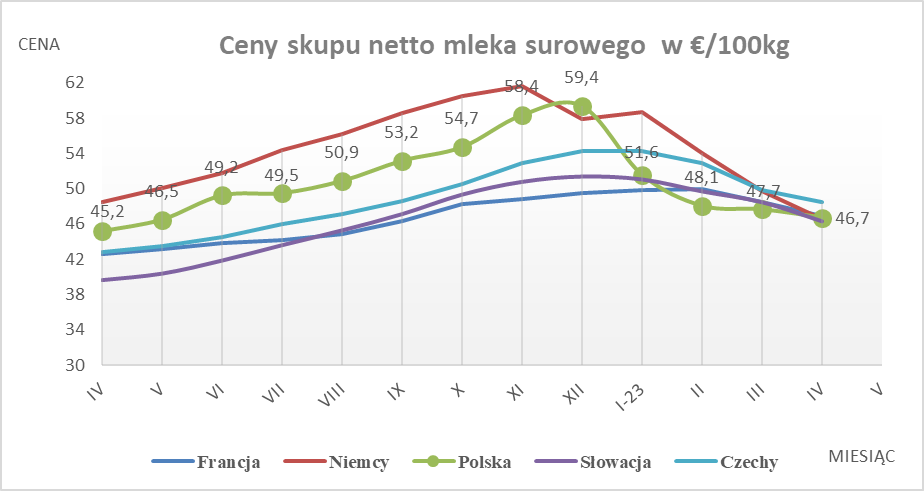 CENA
Ceny skupu netto mleka surowego w €/100kg
62
58
54
50
46
42
38
34
30
45,2
46,5
49,2
49,5
50,9
53,2
54,7
58,4
59,4
51,6
48,1
47,7
46,7
IV
V
VI
VII
VIII
IX
X
XI
XII
I-23
II
III
IV
V
Francja
Niemcy
Polska
Słowacja
Czechy
MIESIĄC